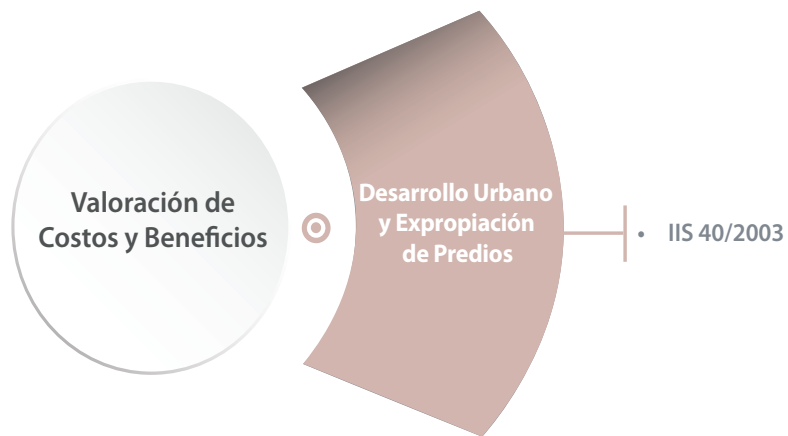 Valoración de
Costos y Beneficios
Desarrollo Urbano
y Expropiación
de Predios
• IIS 40/2003